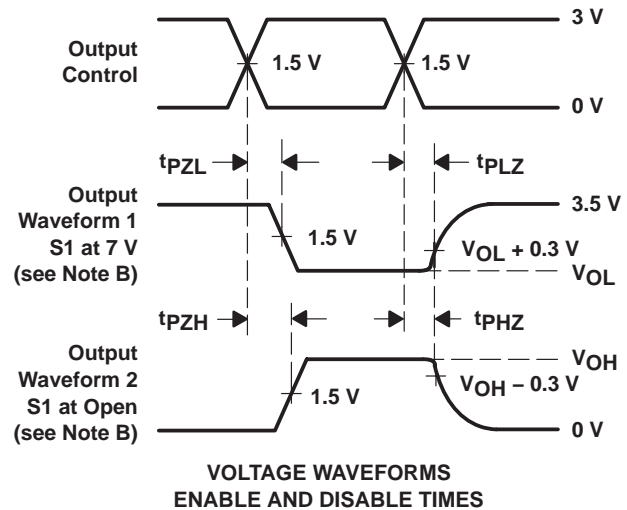 Output
Control
3 V
1.5 V
1.5 V
0 V
tPZL
tPLZ
Output
Waveform 1
S1 at 7 V
(see Note B)
3.5 V
1.5 V
VOL + 0.3 V
VOL
tPZH
tPHZ
Output
Waveform 2
S1 at Open
(see Note B)
VOH
1.5 V
VOH − 0.3 V
0 V
VOLTAGE WAVEFORMS
ENABLE AND DISABLE TIMES